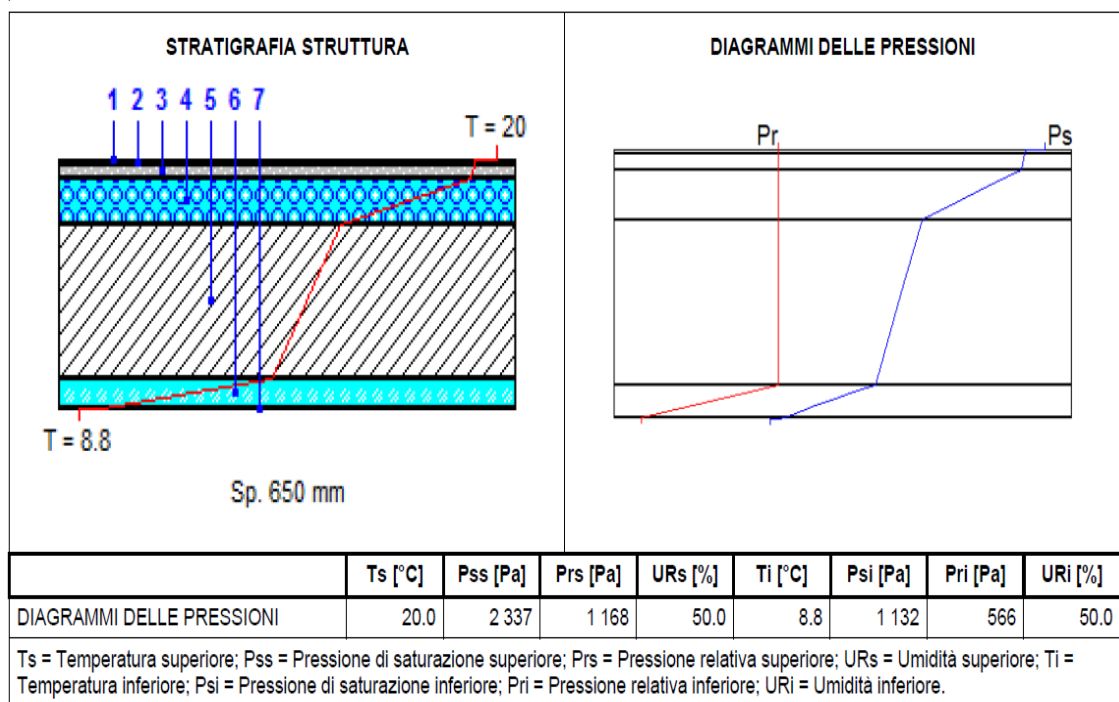 STRATIGRAFIA STRUTTURA
1 2 3 4 5 6 7
T = 20
T = 8.8
Sp. 650 mm
DIAGRAMMI DELLE PRESSIONI
Pr
Ps
Ts [°C] Pss [Pa] Prs [Pa] URs [%] Ti [°C] Psi [Pa] Pri [Pa] URi [%]
DIAGRAMMI DELLE PRESSIONI 20.0 2 337 1 168 50.0 8.8 1 132 566 50.0
Ts = Temperatura superiore; Pss = Pressione di saturazione superiore; Prs = Pressione relativa superiore; URs = Umidità superiore; Ti =
Temperatura inferiore; Psi = Pressione di saturazione inferiore; Pri = Pressione relativa inferiore; URi = Umidità inferiore.